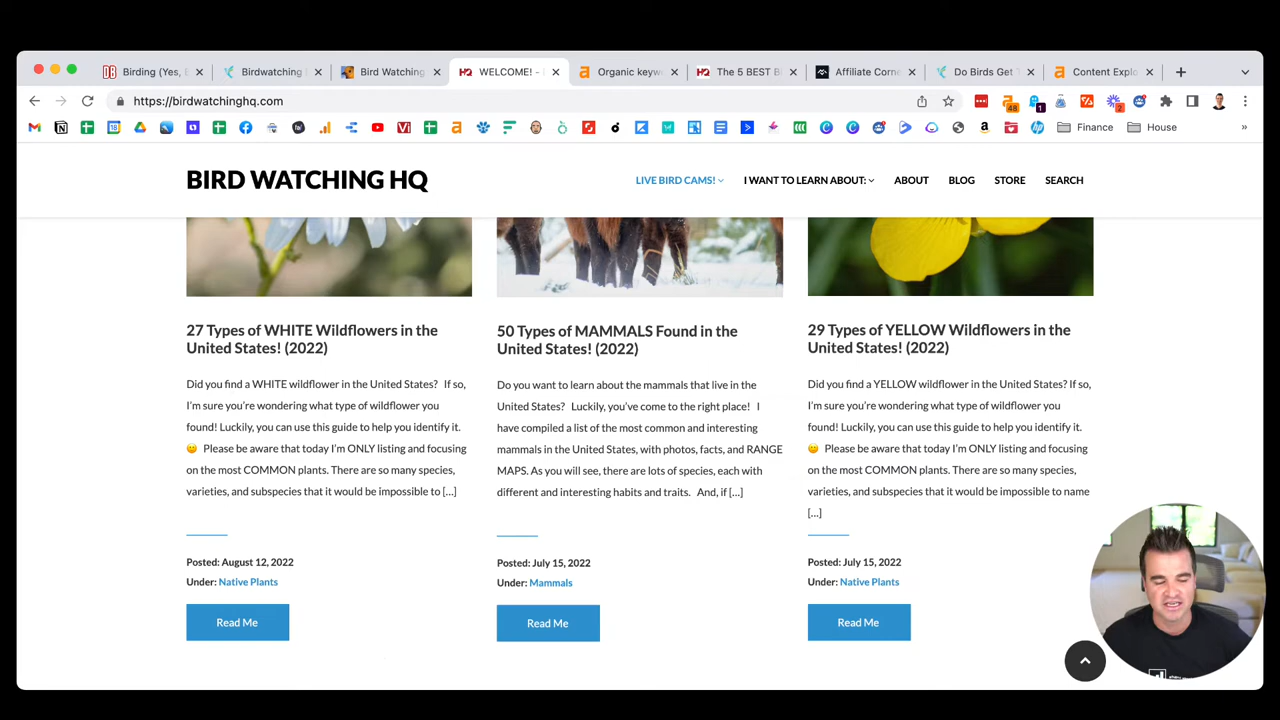 Birding (Yes, B
Birdwatching
Bird Watching
HQ WELCOME! -
Organic keyw
HQ The 5 BEST B
Affiliate Corne
Do Birds Get T
Content Explo
https://birdwatchinghq.com
48
1
2
Finance
House
BIRD WATCHING HQ
LIVE BIRD CAMS!
I WANT TO LEARN ABOUT:
ABOUT
BLOG
STORE
SEARCH
27 Types of WHITE Wildflowers in the
United States! (2022)
Did you find a WHITE wildflower in the United States? If so,
I’m sure you’re wondering what type of wildflower you
found! Luckily, you can use this guide to help you identify it.
🙂 Please be aware that today I’m ONLY listing and focusing
on the most COMMON plants. There are so many species,
varieties, and subspecies that it would be impossible to […]
Posted: August 12, 2022
Under: Native Plants
Read Me
50 Types of MAMMALS Found in the
United States! (2022)
Do you want to learn about the mammals that live in the
United States? Luckily, you’ve come to the right place! I
have compiled a list of the most common and interesting
mammals in the United States, with photos, facts, and RANGE
MAPS. As you will see, there are lots of species, each with
different and interesting habits and traits. And, if […]
Posted: July 15, 2022
Under: Mammals
Read Me
29 Types of YELLOW Wildflowers in the
United States! (2022)
Did you find a YELLOW wildflower in the United States? If so,
I’m sure you’re wondering what type of wildflower you
found! Luckily, you can use this guide to help you identify it.
🙂 Please be aware that today I’m ONLY listing and focusing
on the most COMMON plants. There are so many species,
varieties, and subspecies that it would be impossible to name
[…]
Posted: July 15, 2022
Under: Native Plants
Read Me